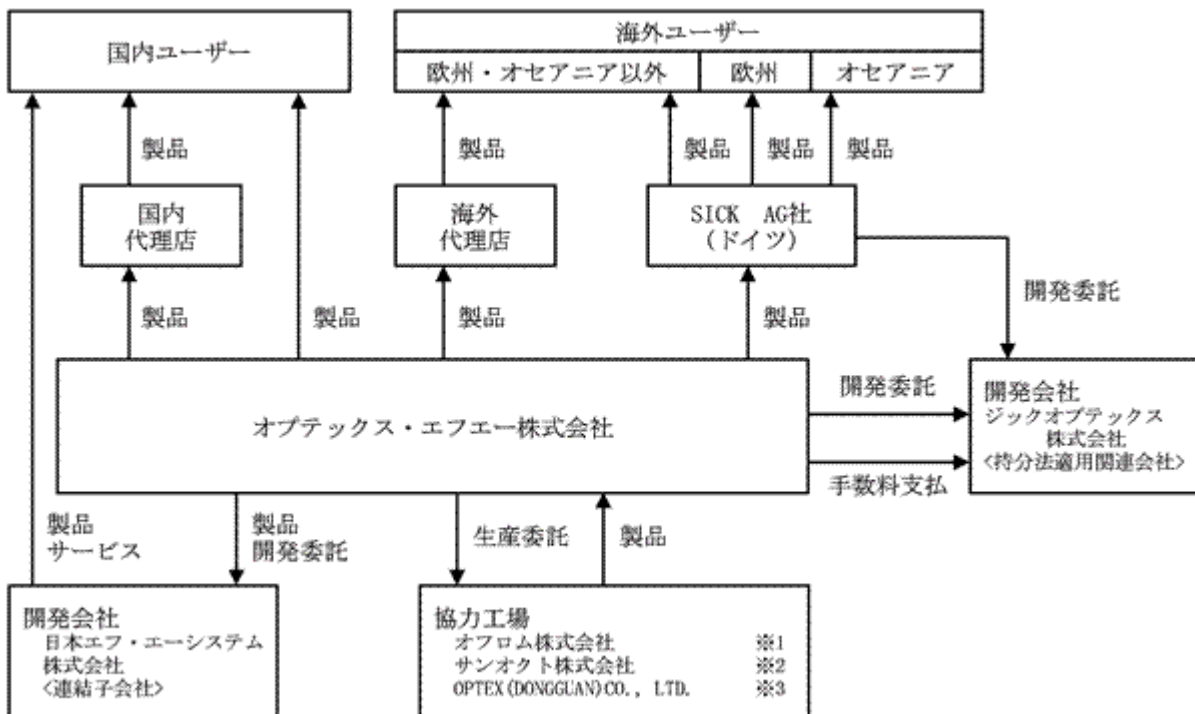 国内ユーザー
海外ユーザー
欧州・オセアニア以外
欧州
オセアニア
製品
製品
製品
製品
製品
国内
代理店
海外
代理店
SICK AG社
(ドイツ)
開発委託
製品
製品
製品
製品
オプテックス・エフエー株式会社
開発委託
手数料支払
開発会社
ジックオプテックス
株式会社
<持分法適用関連会社>
製品
サービス
製品
開発委託
生産委託
製品
開発会社
日本エフ・エーシステム
株式会社
<連結子会社>
協力工場
オフロム株式会社 ※1
サンオクト株式会社 ※2
OPTEX(DONGGUAN)CO., LTD. ※3